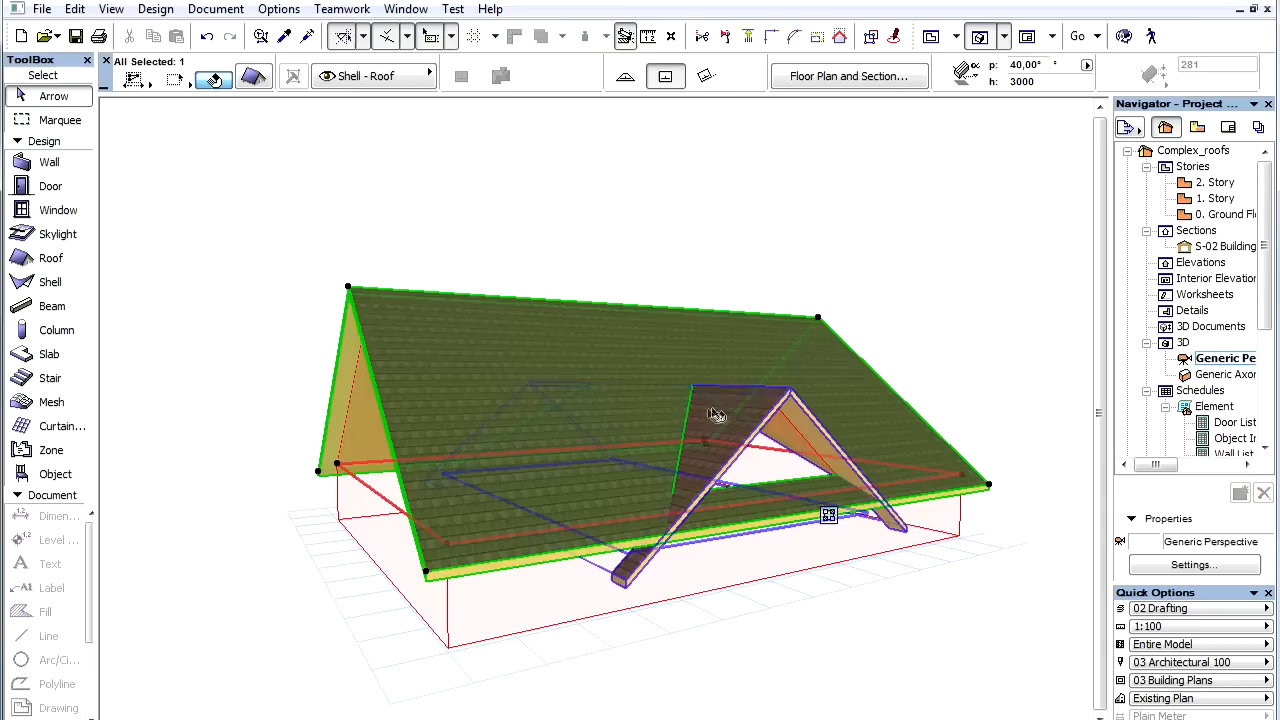 File Edit View Design Document Options Teamwork Window Test Help
Go
ToolBox
Select
Arrow
Marquee
Design
Wall
Door
Window
Skylight
Roof
Shell
Beam
Column
Slab
Stair
Mesh
Curtain...
Zone
Object
Document
Dimen...
Level ...
Text
Label
Fill
Line
Arc/Ci...
Polyline
Drawing
All Selected: 1
Shell - Roof
Floor Plan and Section...
p: 40,00°
h: 3000
281
Navigator - Project ...
Complex_roofs
Stories
2. Story
1. Story
0. Ground Fl
Sections
S-02 Building
Elevations
Interior Elevation
Worksheets
Details
3D Documents
3D
Generic Pe
Generic Axon
Schedules
Element
Door List
Object In
Wall List
Properties
Generic Perspective
Settings...
Quick Options
02 Drafting
1:100
Entire Model
03 Architectural 100
03 Building Plans
Existing Plan
Plain Meter